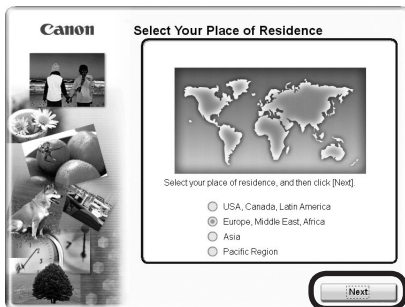 Canon
Select Your Place of Residence
Select your place of residence, and then click [Next].
USA, Canada, Latin America
Europe, Middle East, Africa
Asia
Pacific Region
Next